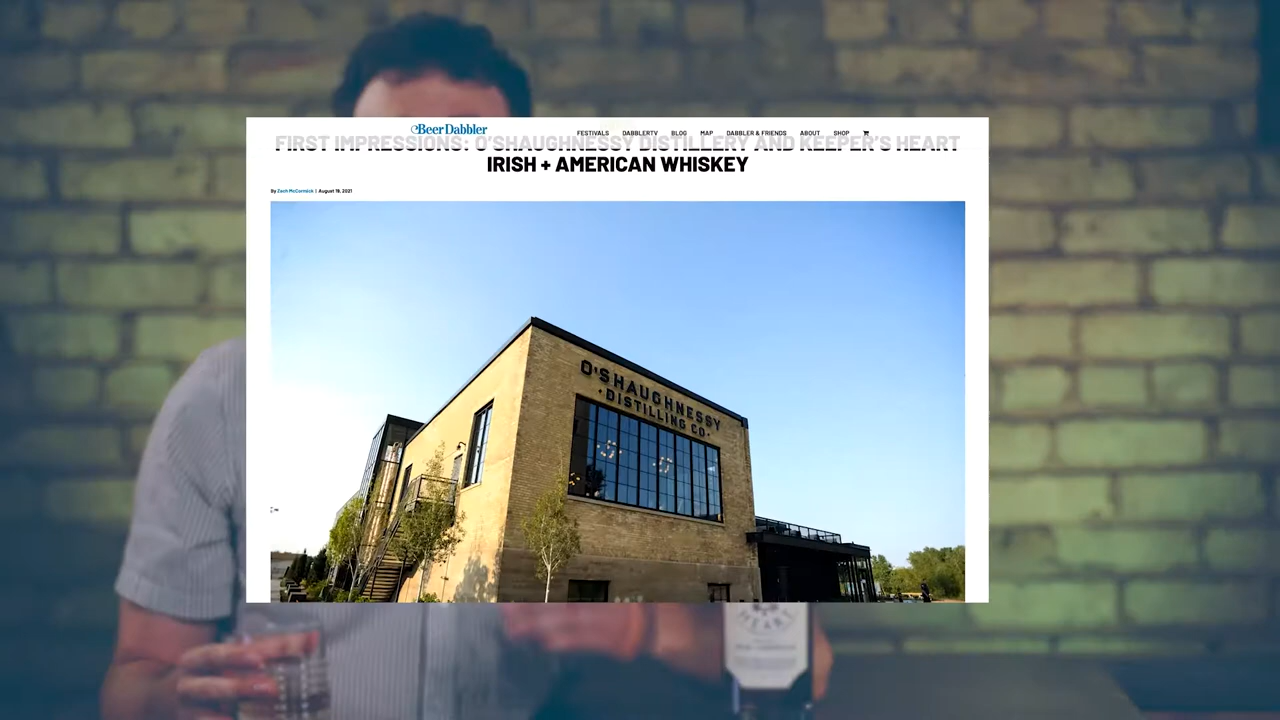 Beer Dabbler
FESTIVALS DABBLERTV BLOG MAP DABBLER & FRIENDS ABOUT SHOP
FIRST IMPRESSIONS: O'SHAUGHNESSY DISTILLERY AND KEEPER'S HEART
IRISH + AMERICAN WHISKEY
By Zach McCormick | August 19, 2021
O'SHAUGHNESSY
·DISTILLING CO·
HEART